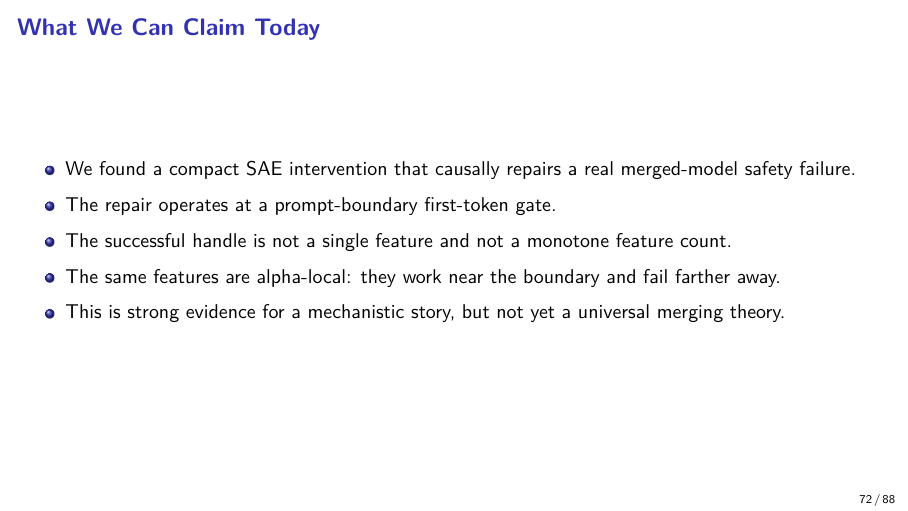 What We Can Claim Today
We found a compact SAE intervention that causally repairs a real merged-model safety failure.
The repair operates at a prompt-boundary first-token gate.
The successful handle is not a single feature and not a monotone feature count.
The same features are alpha-local: they work near the boundary and fail farther away.
This is strong evidence for a mechanistic story, but not yet a universal merging theory.
72 / 88